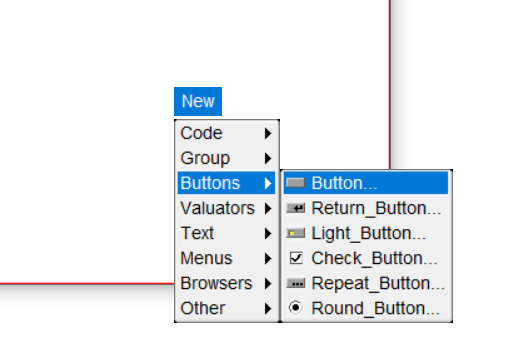 New
Code
Group
Buttons
Valuators
Text
Menus
Browsers
Other
Button...
Return_Button...
Light_Button...
Check_Button...
Repeat_Button...
Round_Button...